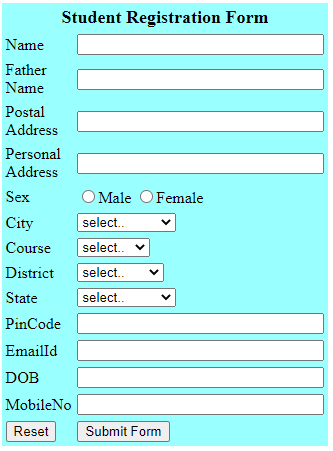 Student Registration Form
Name
Father
Name
Postal
Address
Personal
Address
Sex Male Female
City select..
Course select..
District select..
State select..
PinCode
EmailId
DOB
MobileNo
Reset Submit Form